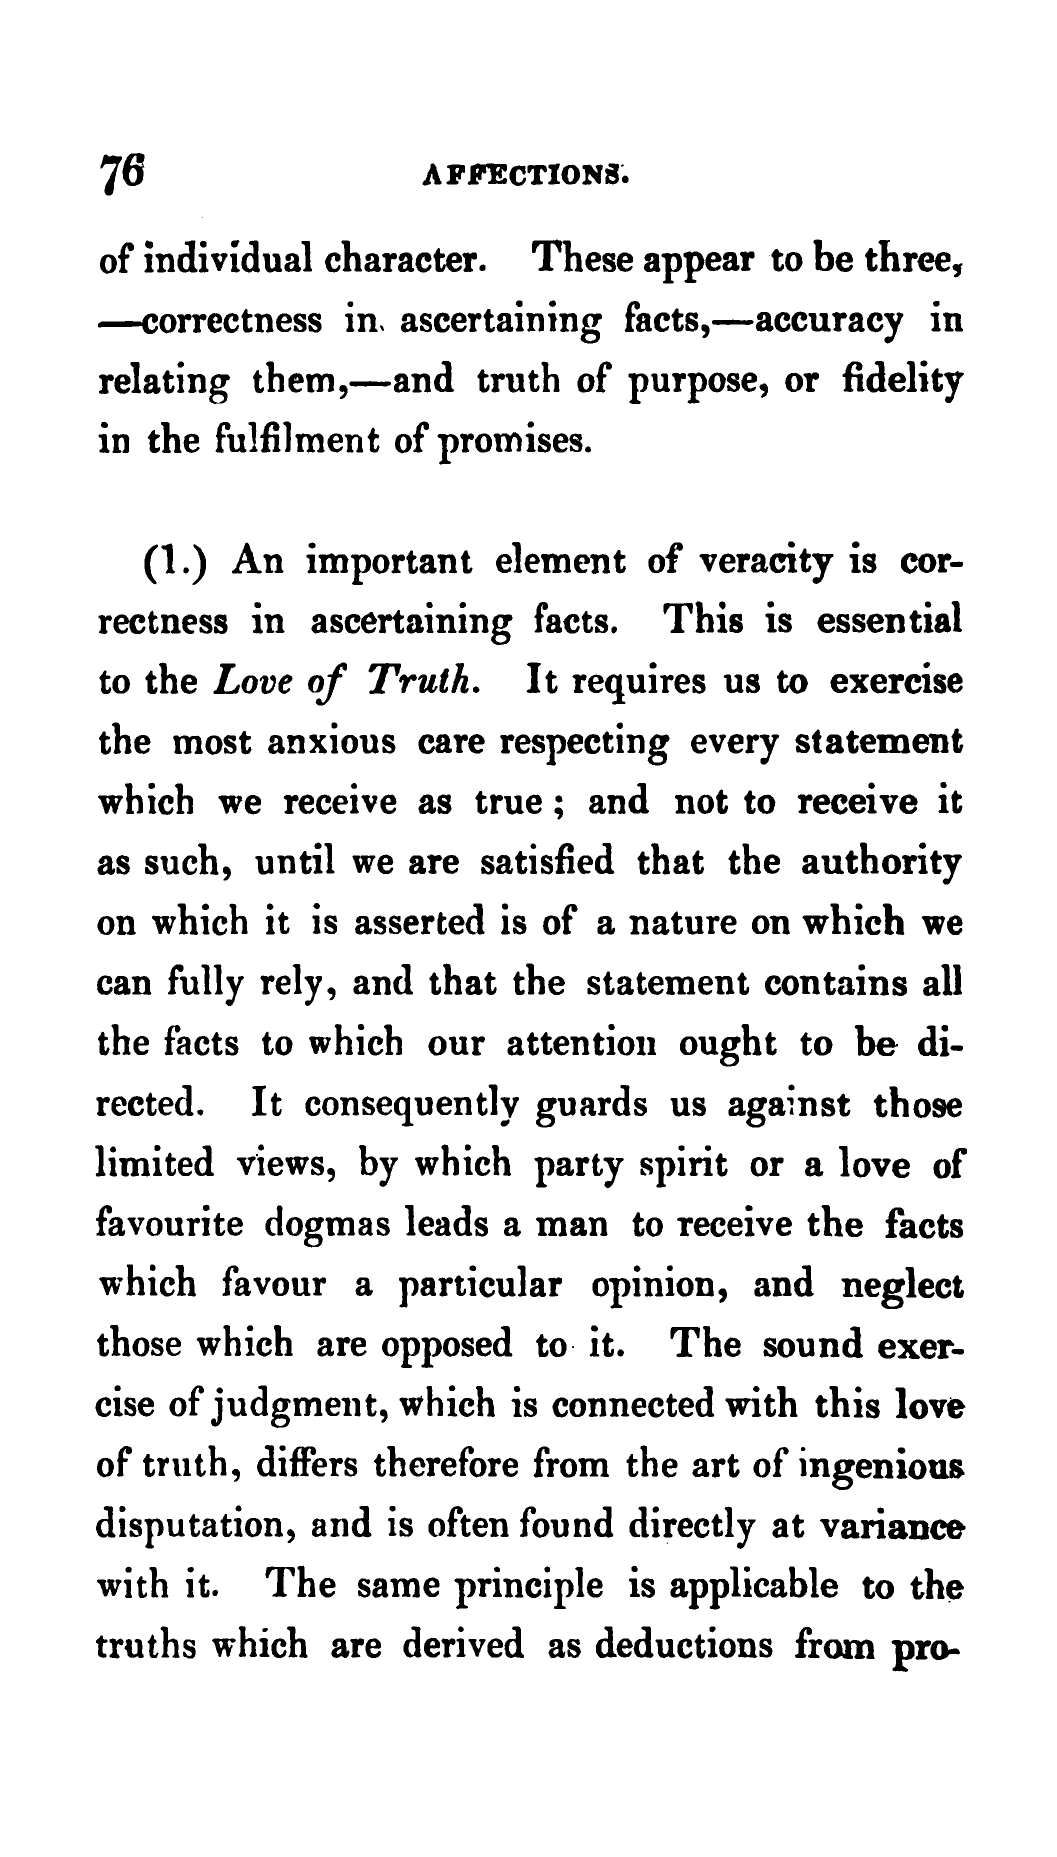 76 AFFECTIONS.
of individual character. These appear to be three,
—correctness in ascertaining facts,—accuracy in
relating them,—and truth of purpose, or fidelity
in the fulfilment of promises.
(1.) An important element of veracity is cor-
rectness in ascertaining facts. This is essential
to the Love of Truth. It requires us to exercise
the most anxious care respecting every statement
which we receive as true ; and not to receive it
as such, until we are satisfied that the authority
on which it is asserted is of a nature on which we
can fully rely, and that the statement contains all
the facts to which our attention ought to be di-
rected. It consequently guards us against those
limited views, by which party spirit or a love of
favourite dogmas leads a man to receive the facts
which favour a particular opinion, and neglect
those which are opposed to it. The sound exer-
cise of judgment, which is connected with this love
of truth, differs therefore from the art of ingenious
disputation, and is often found directly at variance
with it. The same principle is applicable to the
truths which are derived as deductions from pro-